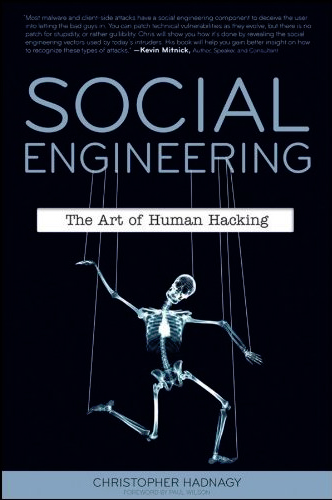 "Most malware and client-side attacks have a social engineering component to deceive the user
into letting the bad guys in. You can patch technical vulnerabilities as they evolve, but there is
no patch for stupidity, or rather gullibility. Chris will show you how it's done by revealing the social
engineering vectors used by today's intruders. His book will help you gain better insight on how
to recognize these types of attacks." —Kevin Mitnick, Author, Speaker, and Consultant
SOCIAL
ENGINEERING
The Art of Human Hacking
CHRISTOPHER HADNAGY
FOREWORD BY PAUL WILSON